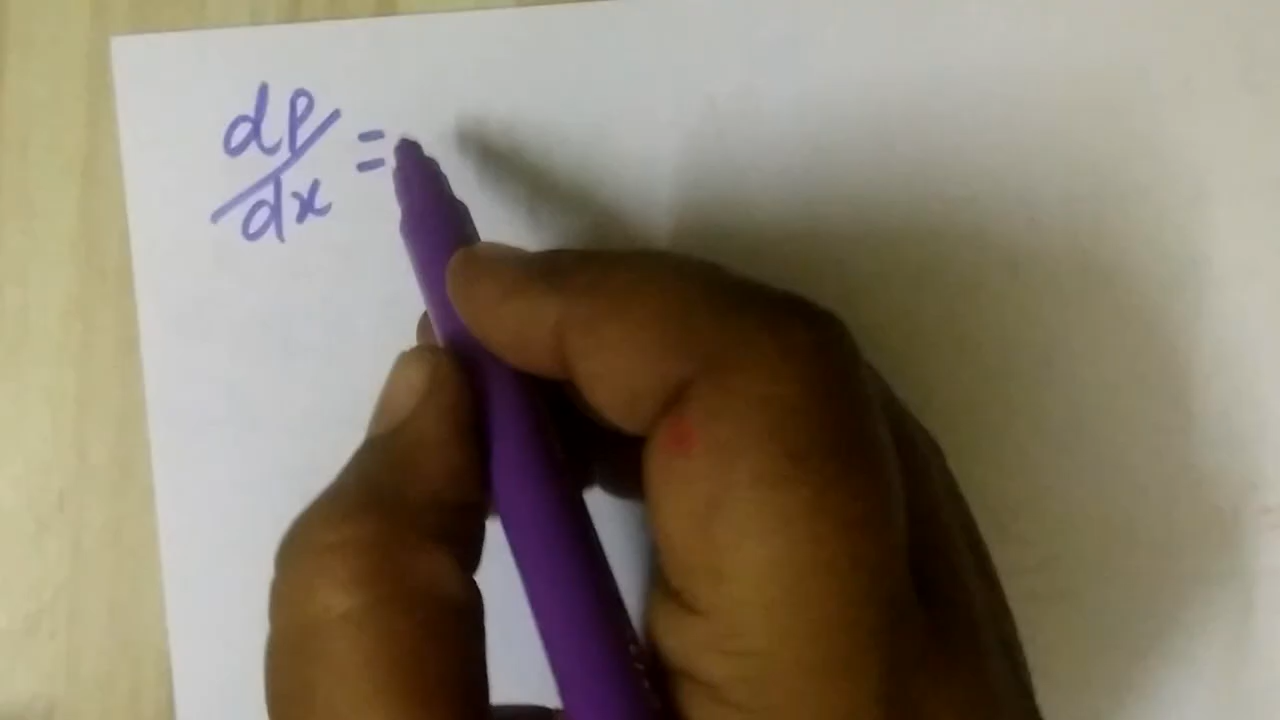 dp/dx =